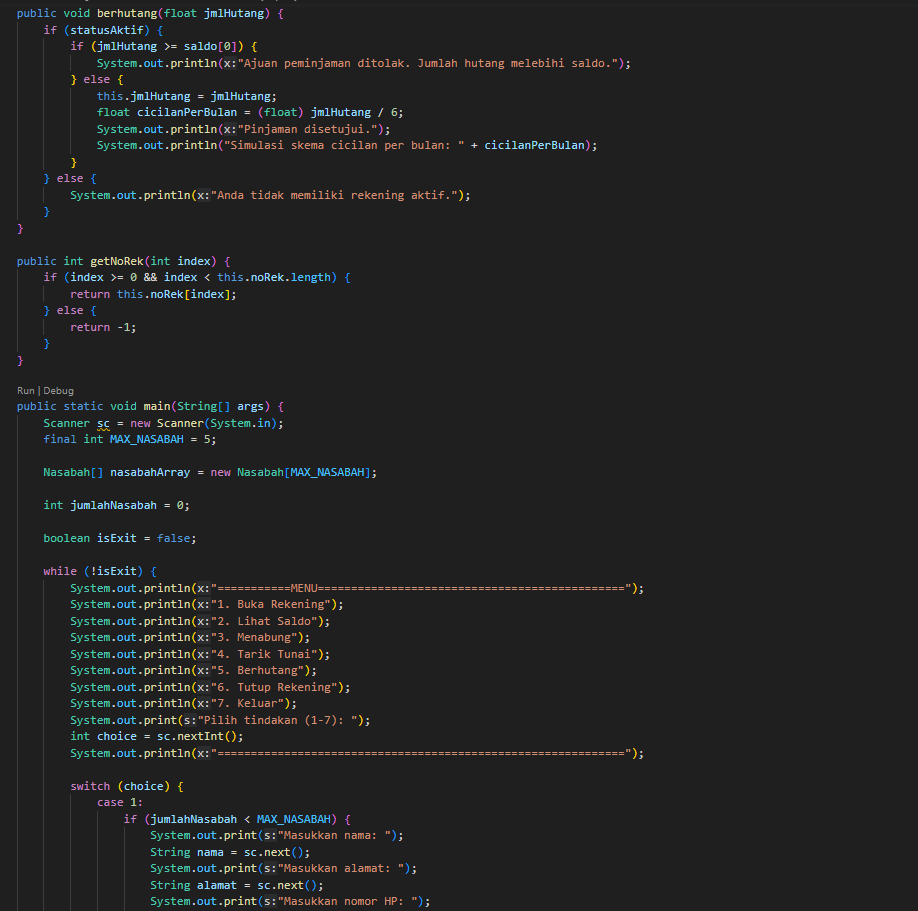 public void berhutang(float jmlHutang) {
    if (statusAktif) {
        if (jmlHutang >= saldo[0]) {
            System.out.println(x:"Ajuan peminjaman ditolak. Jumlah hutang melebihi saldo.");
        } else {
            this.jmlHutang = jmlHutang;
            float cicilanPerBulan = (float) jmlHutang / 6;
            System.out.println(x:"Pinjaman disetujui.");
            System.out.println("Simulasi skema cicilan per bulan: " + cicilanPerBulan);
        }
    } else {
        System.out.println(x:"Anda tidak memiliki rekening aktif.");
    }
}
public int getNoRek(int index) {
    if (index >= 0 && index < this.noRek.length) {
        return this.noRek[index];
    } else {
        return -1;
    }
}
Run | Debug
public static void main(String[] args) {
    Scanner sc = new Scanner(System.in);
    final int MAX_NASABAH = 5;
    Nasabah[] nasabahArray = new Nasabah[MAX_NASABAH];
    int jumlahNasabah = 0;
    boolean isExit = false;
    while (!isExit) {
        System.out.println(x:"===========MENU==============================================");
        System.out.println(x:"1. Buka Rekening");
        System.out.println(x:"2. Lihat Saldo");
        System.out.println(x:"3. Menabung");
        System.out.println(x:"4. Tarik Tunai");
        System.out.println(x:"5. Berhutang");
        System.out.println(x:"6. Tutup Rekening");
        System.out.println(x:"7. Keluar");
        System.out.print(s:"Pilih tindakan (1-7): ");
        int choice = sc.nextInt();
        System.out.println(x:"=============================================================");
        switch (choice) {
            case 1:
                if (jumlahNasabah < MAX_NASABAH) {
                    System.out.print(s:"Masukkan nama: ");
                    String nama = sc.next();
                    System.out.print(s:"Masukkan alamat: ");
                    String alamat = sc.next();
                    System.out.print(s:"Masukkan nomor HP: ");